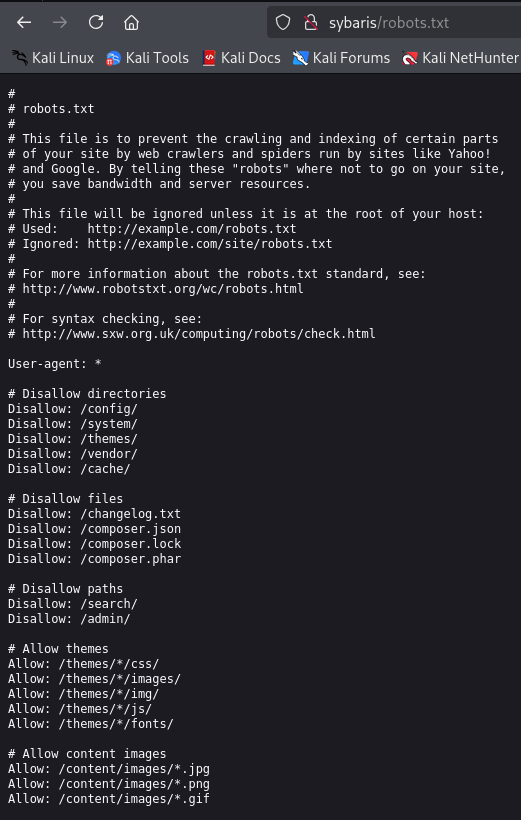 sybaris/robots.txt
Kali Linux Kali Tools Kali Docs Kali Forums Kali NetHunter
#
# robots.txt
#
# This file is to prevent the crawling and indexing of certain parts
# of your site by web crawlers and spiders run by sites like Yahoo!
# and Google. By telling these "robots" where not to go on your site,
# you save bandwidth and server resources.
#
# This file will be ignored unless it is at the root of your host:
# Used:    http://example.com/robots.txt
# Ignored: http://example.com/site/robots.txt
#
# For more information about the robots.txt standard, see:
# http://www.robotstxt.org/wc/robots.html
#
# For syntax checking, see:
# http://www.sxw.org.uk/computing/robots/check.html

User-agent: *

# Disallow directories
Disallow: /config/
Disallow: /system/
Disallow: /themes/
Disallow: /vendor/
Disallow: /cache/

# Disallow files
Disallow: /changelog.txt
Disallow: /composer.json
Disallow: /composer.lock
Disallow: /composer.phar

# Disallow paths
Disallow: /search/
Disallow: /admin/

# Allow themes
Allow: /themes/*/css/
Allow: /themes/*/images/
Allow: /themes/*/img/
Allow: /themes/*/js/
Allow: /themes/*/fonts/

# Allow content images
Allow: /content/images/*.jpg
Allow: /content/images/*.png
Allow: /content/images/*.gif